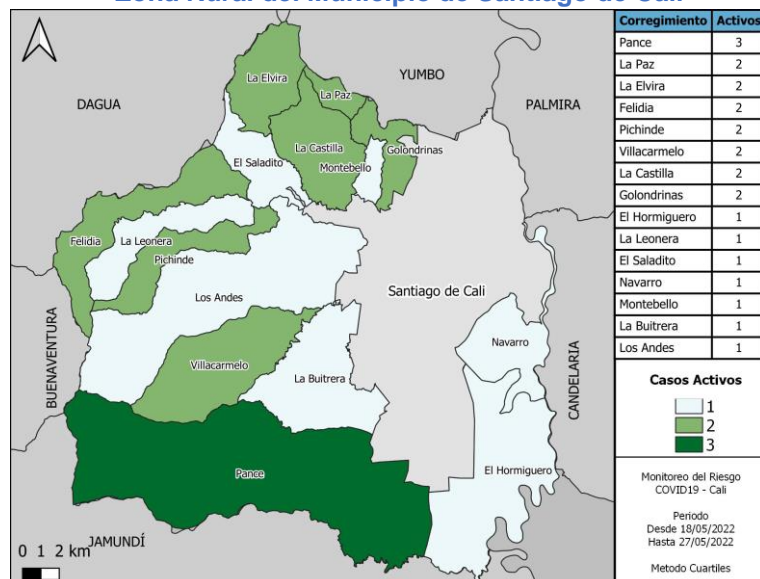 Zona Rural del Municipio de Santiago de Cali
Corregimiento Activos
Pance 3
La Paz 2
La Elvira 2
Felidia 2
Pichinde 2
Villacarmelo 2
La Castilla 2
Golondrinas 2
El Hormiguero 1
La Leonera 1
El Saladito 1
Navarro 1
Montebello 1
La Buitrera 1
Los Andes 1
Casos Activos
1
2
3
Monitoreo del Riesgo
COVID19 - Cali
Periodo
Desde 18/05/2022
Hasta 27/05/2022
Metodo Cuartiles
YUMBO
DAGUA
PALMIRA
La Elvira
La Paz
La Castilla
Golondrinas
El Saladito
Montebello
Felidia
La Leonera
Pichinde
Los Andes
Santiago de Cali
BUENAVENTURA
Navarro
CANDELARIA
Villacarmelo
La Buitrera
Pance
El Hormiguero
JAMUNDÍ
0 1 2 km